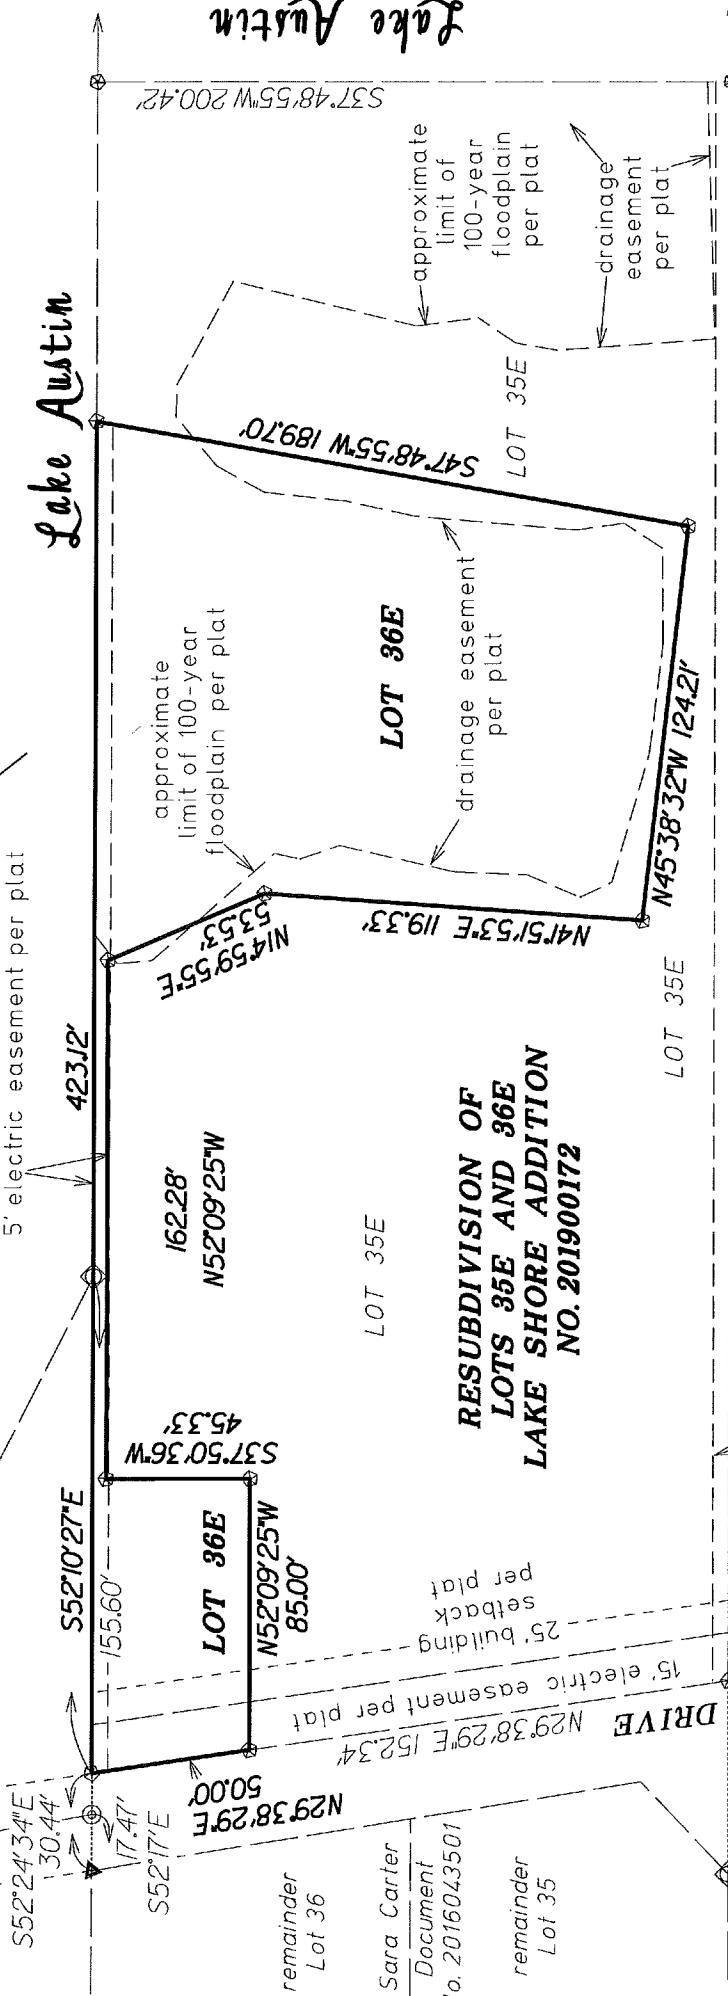 Lake Austin
S37°48'55"W 200.42'
approximate
limit of
100-year
floodplain
per plat
drainage
easement
per plat
Lake Austin
S47°48'55"W 189.70'
LOT 35E
approximate
limit of 100-year
floodplain per plat
LOT 36E
drainage easement
per plat
N14°59'55"E
53.53'
N41°51'53"E 119.33'
N45°38'32"W 124.21'
LOT 35E
5' electric easement per plat
423.12'
162.28'
N52°09'25"W
LOT 35E
RESUBDIVISION OF
LOTS 35E AND 36E
LAKE SHORE ADDITION
NO. 201900172
S52°10'27"E
155.60'
S37°50'36"W
45.33'
LOT 36E
N52°09'25"W
85.00'
25' building
setback
per plat
15' electric easement per plat
N29°38'29"E 152.34'
DRIVE
N29°38'29"E
50.00'
S52°24'34"E
30.44'
17.47'
S52°17'E
remainder
Lot 36
Sara Carter
Document
No. 2016043501
remainder
Lot 35